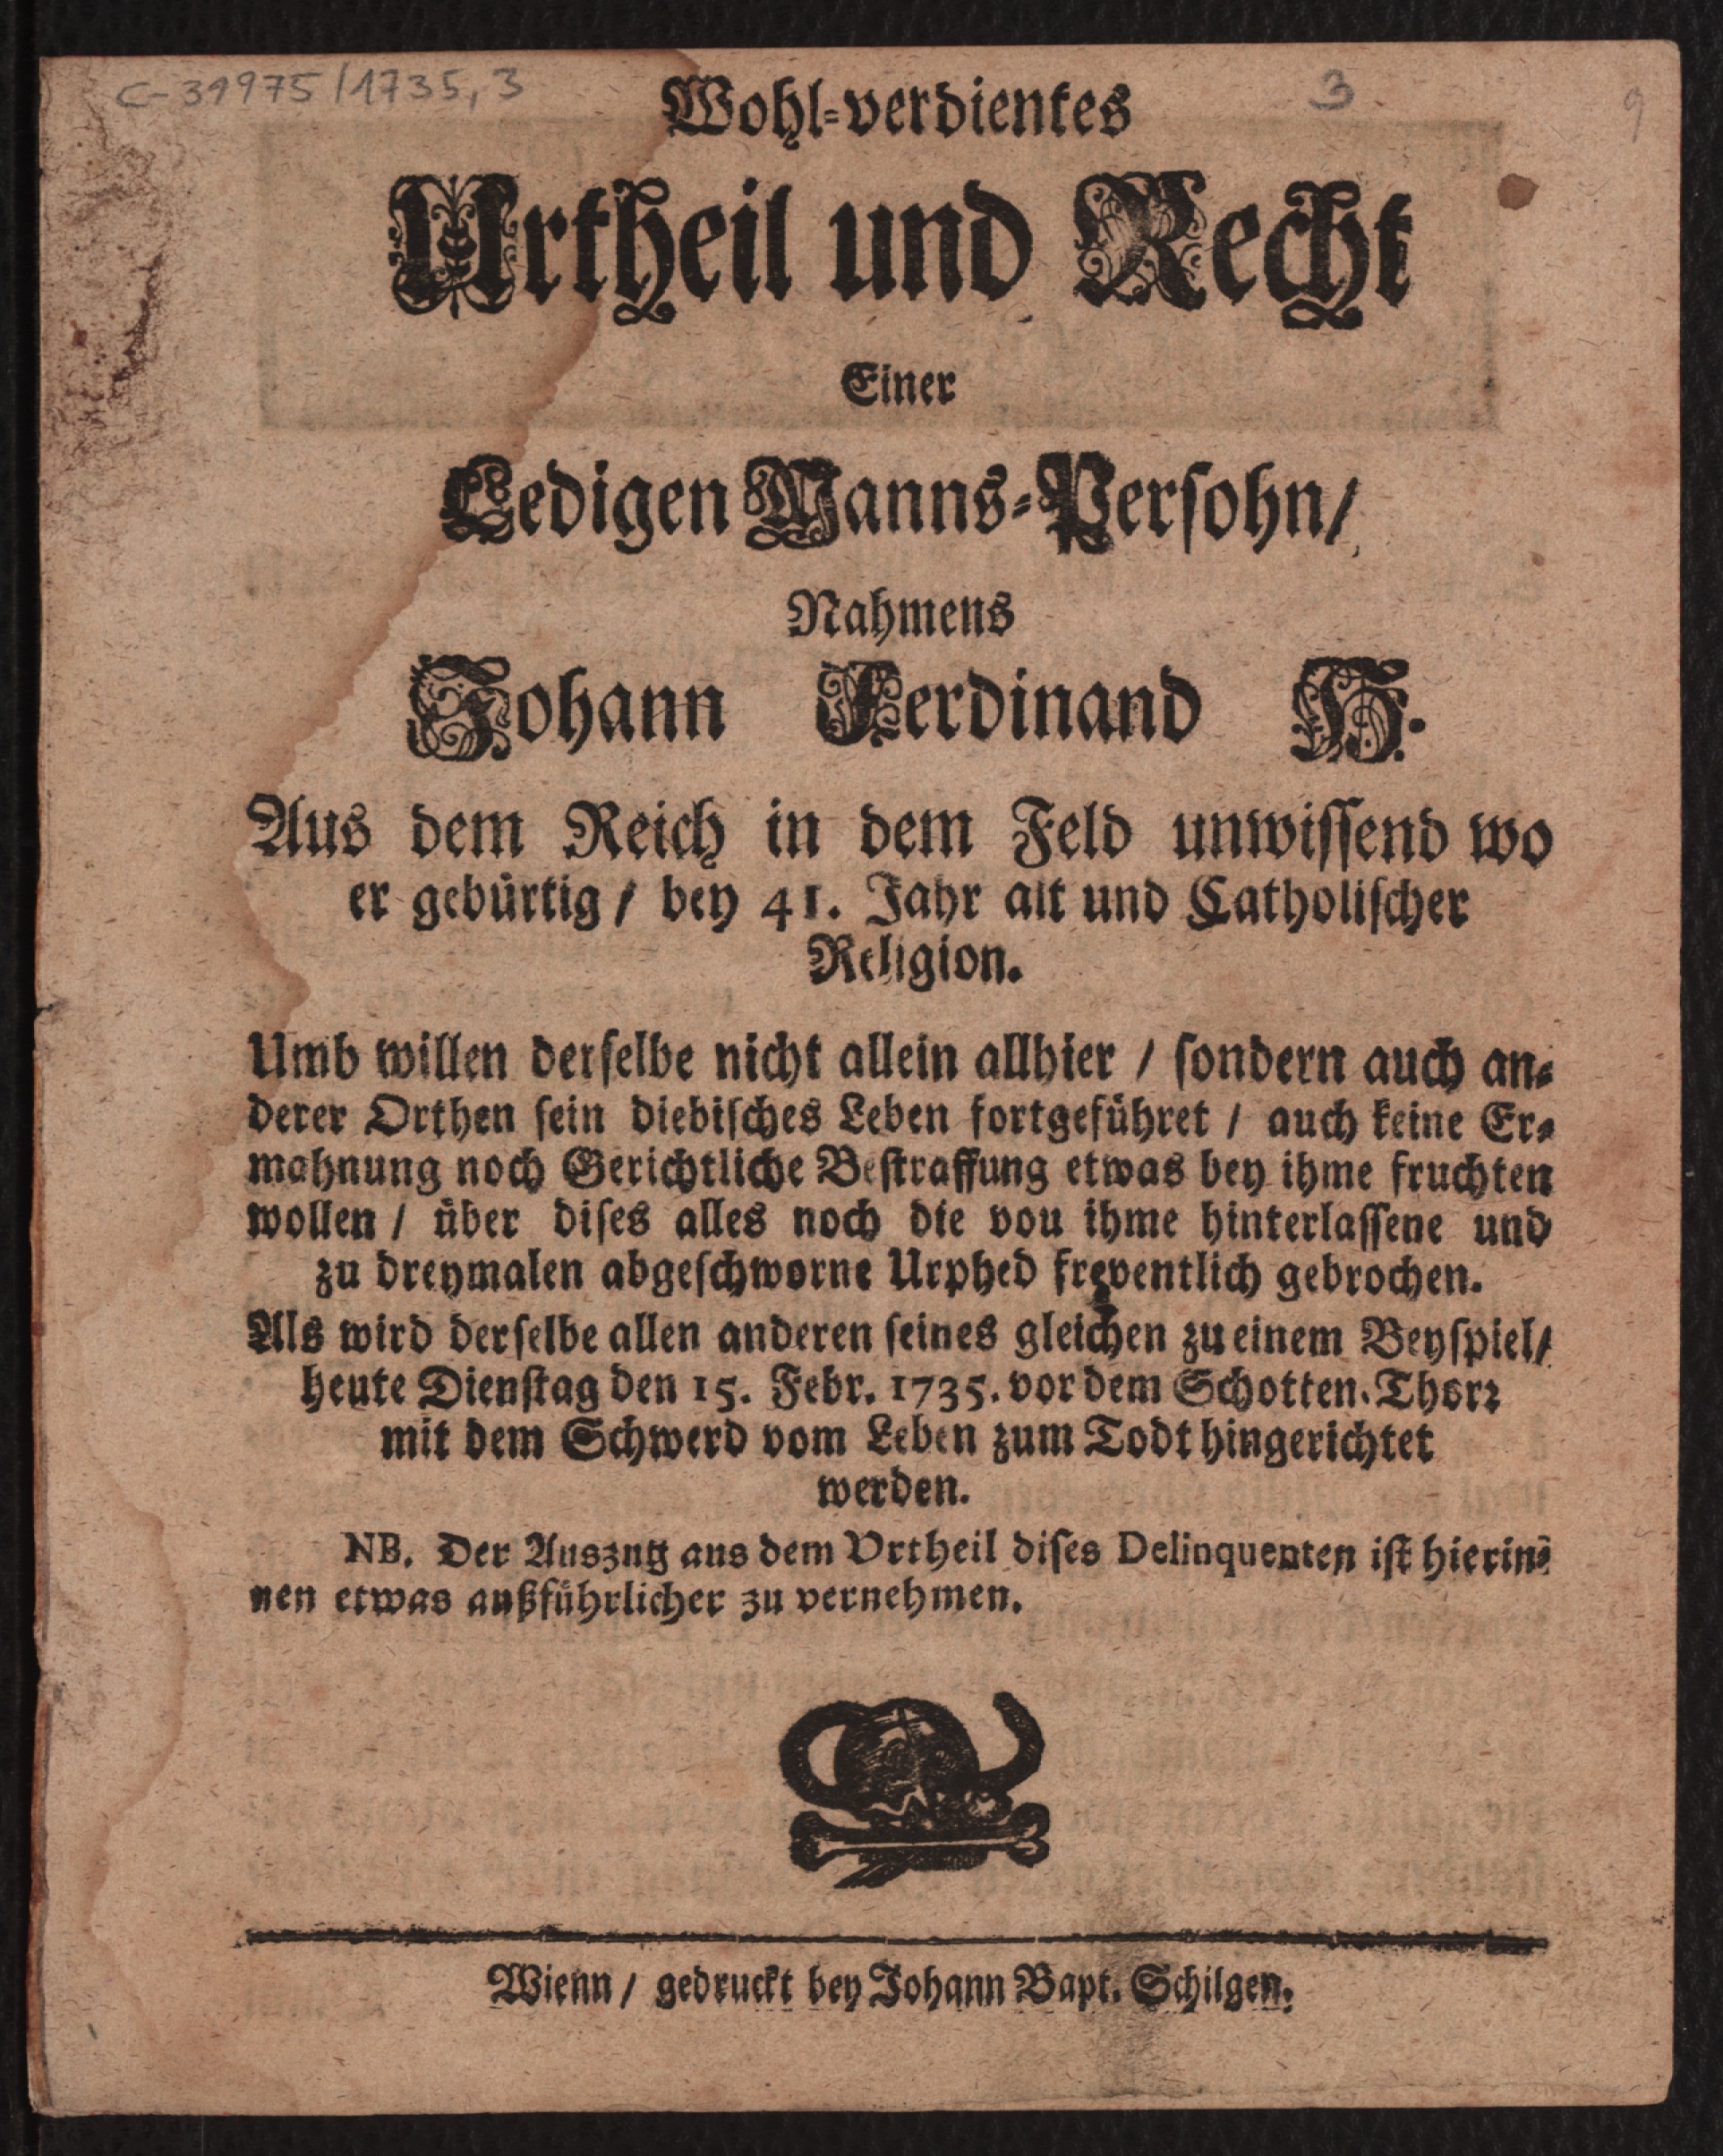 C-31975/1735,3
3
9
Wohl-verdientes
Urtheil und Recht
Einer
Ledigen Manns-Persohn/
Nahmens
Johann Ferdinand H.
Aus dem Reich in dem Feld unwissend wo
er gebürtig / bey 41. Jahr alt und Catholischer
Religion.
Umb willen derselbe nicht allein allhier / sondern auch an-
derer Orthen sein diebisches Leben fortgeführet / auch keine Er-
mahnung noch Gerichtliche Bestraffung etwas bey ihme fruchten
wollen / über dises alles noch die vou ihme hinterlassene und
zu dreymalen abgeschworne Urphed freventlich gebrochen.
Als wird derselbe allen anderen seines gleichen zu einem Beyspiel/
heute Dienstag den 15. Febr. 1735. vor dem Schotten-Thor
mit dem Schwerd vom Leben zum Todt hingerichtet
werden.
NB. Der Auszug aus dem Vrtheil dises Delinquenten ist hierin-
nen etwas außführlicher zu vernehmen.
Wienn / gedruckt bey Johann Bapt. Schilgen.